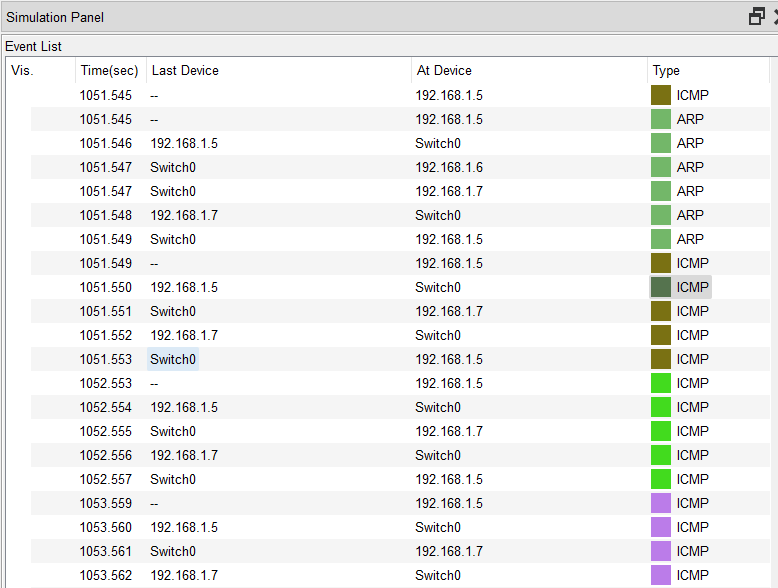 Simulation Panel
Event List
Vis. Time(sec) Last Device At Device Type
1051.545 -- 192.168.1.5 ICMP
1051.545 -- 192.168.1.5 ARP
1051.546 192.168.1.5 Switch0 ARP
1051.547 Switch0 192.168.1.6 ARP
1051.547 Switch0 192.168.1.7 ARP
1051.548 192.168.1.7 Switch0 ARP
1051.549 Switch0 192.168.1.5 ARP
1051.549 -- 192.168.1.5 ICMP
1051.550 192.168.1.5 Switch0 ICMP
1051.551 Switch0 192.168.1.7 ICMP
1051.552 192.168.1.7 Switch0 ICMP
1051.553 Switch0 192.168.1.5 ICMP
1052.553 -- 192.168.1.5 ICMP
1052.554 192.168.1.5 Switch0 ICMP
1052.555 Switch0 192.168.1.7 ICMP
1052.556 192.168.1.7 Switch0 ICMP
1052.557 Switch0 192.168.1.5 ICMP
1053.559 -- 192.168.1.5 ICMP
1053.560 192.168.1.5 Switch0 ICMP
1053.561 Switch0 192.168.1.7 ICMP
1053.562 192.168.1.7 Switch0 ICMP